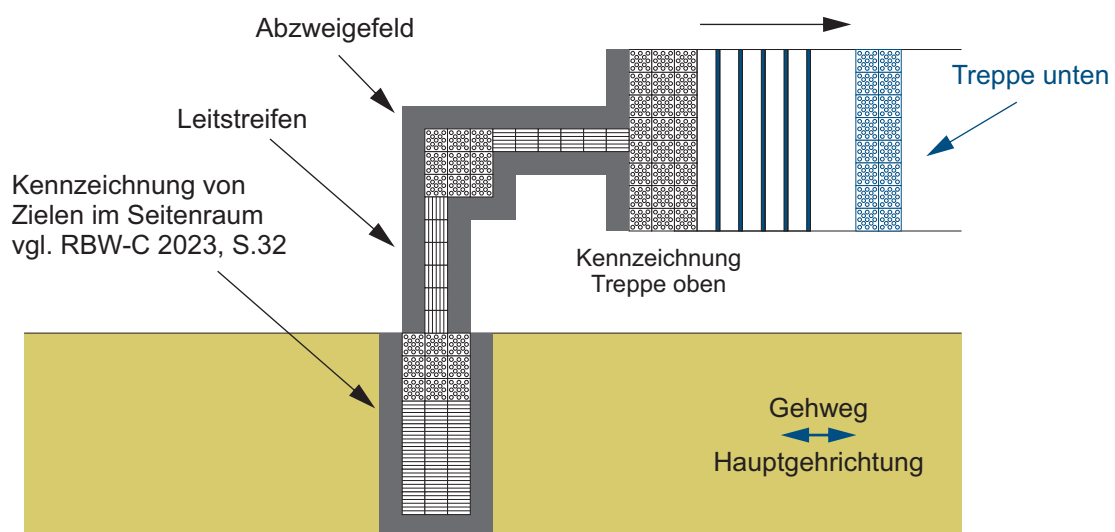 Abzweigefeld
Leitstreifen
Kennzeichnung von
Zielen im Seitenraum
vgl. RBW-C 2023, S.32
Treppe unten
Kennzeichnung
Treppe oben
Gehweg
Hauptgehrichtung